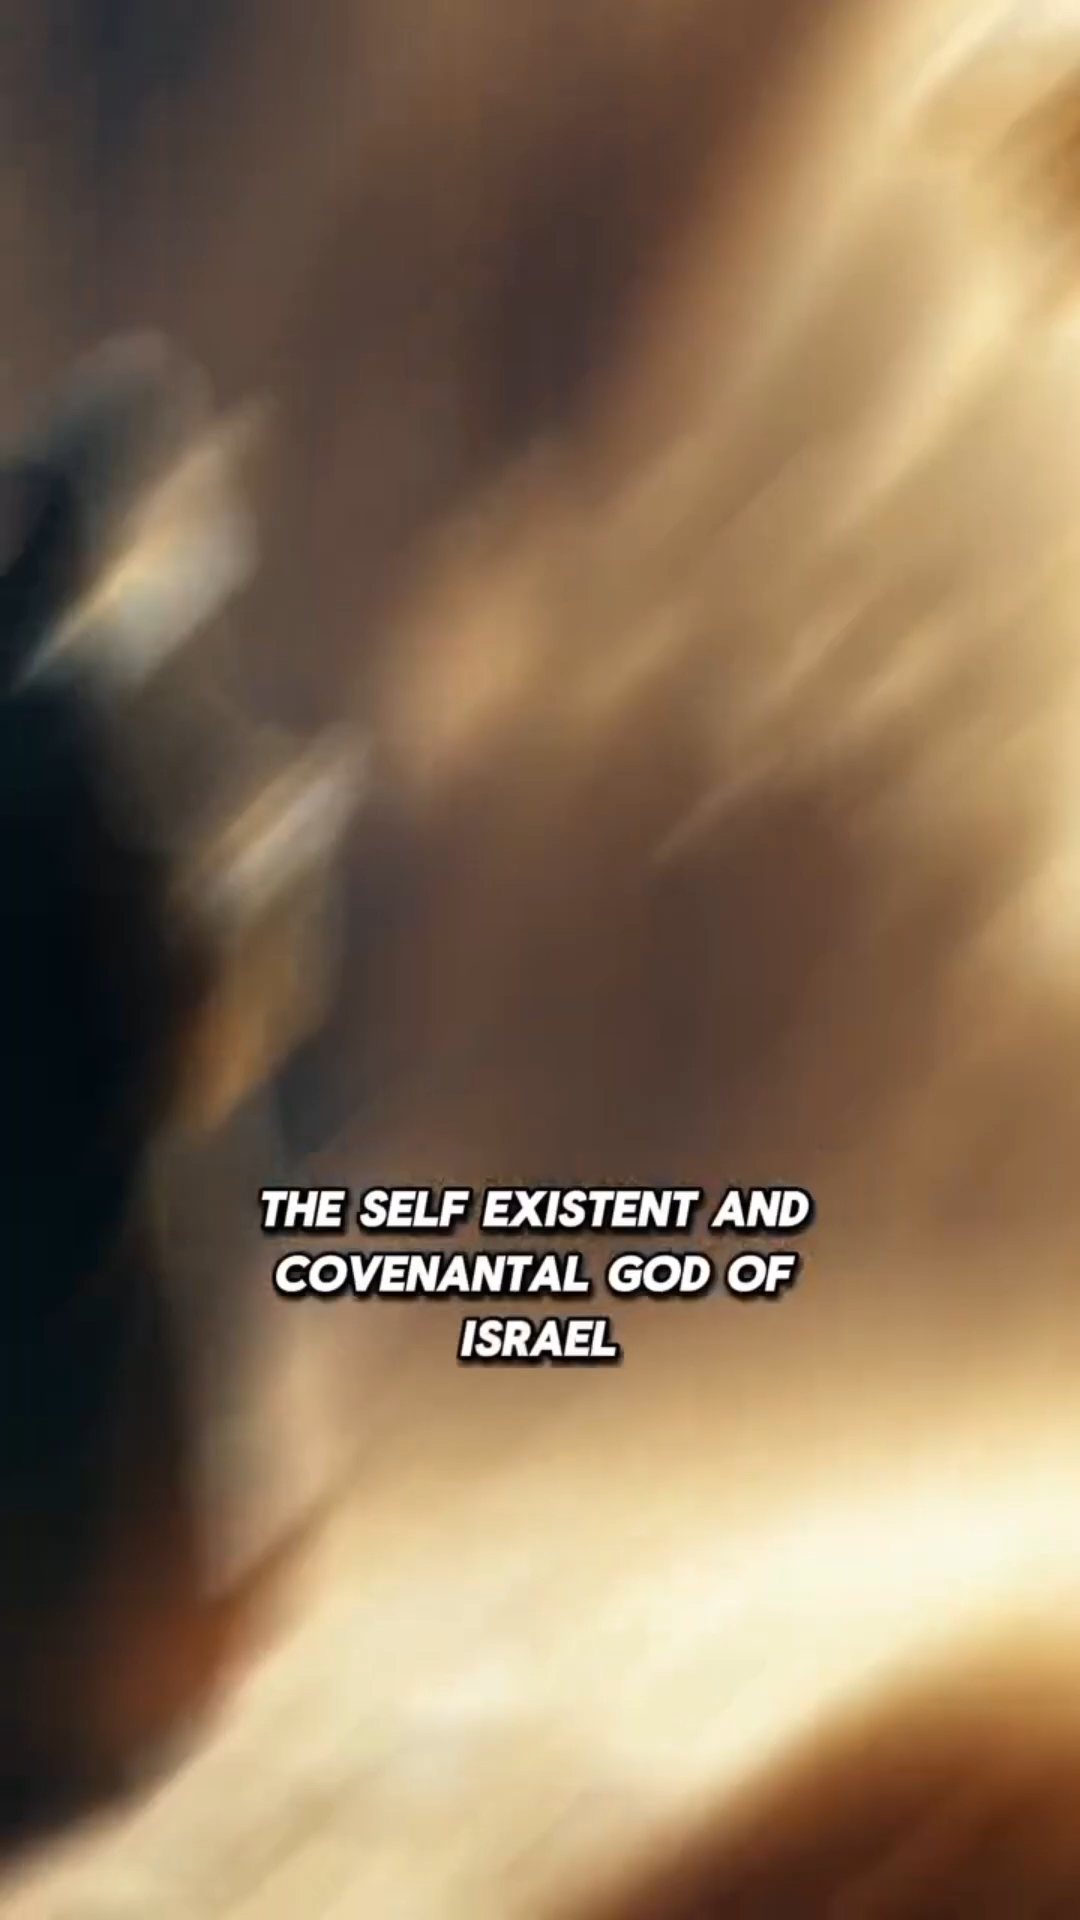 THE SELF EXISTENT AND
COVENANTAL GOD OF
ISRAEL